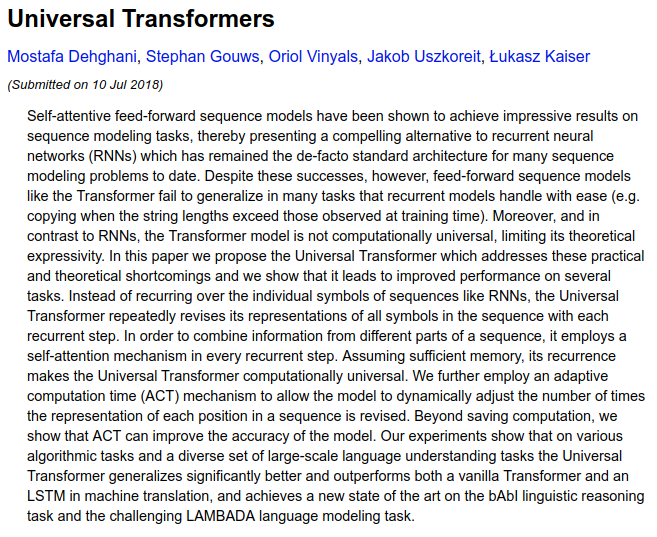 Universal Transformers
Mostafa Dehghani, Stephan Gouws, Oriol Vinyals, Jakob Uszkoreit, Łukasz Kaiser
(Submitted on 10 Jul 2018)
Self-attentive feed-forward sequence models have been shown to achieve impressive results on
sequence modeling tasks, thereby presenting a compelling alternative to recurrent neural
networks (RNNs) which has remained the de-facto standard architecture for many sequence
modeling problems to date. Despite these successes, however, feed-forward sequence models
like the Transformer fail to generalize in many tasks that recurrent models handle with ease (e.g.
copying when the string lengths exceed those observed at training time). Moreover, and in
contrast to RNNs, the Transformer model is not computationally universal, limiting its theoretical
expressivity. In this paper we propose the Universal Transformer which addresses these practical
and theoretical shortcomings and we show that it leads to improved performance on several
tasks. Instead of recurring over the individual symbols of sequences like RNNs, the Universal
Transformer repeatedly revises its representations of all symbols in the sequence with each
recurrent step. In order to combine information from different parts of a sequence, it employs a
self-attention mechanism in every recurrent step. Assuming sufficient memory, its recurrence
makes the Universal Transformer computationally universal. We further employ an adaptive
computation time (ACT) mechanism to allow the model to dynamically adjust the number of times
the representation of each position in a sequence is revised. Beyond saving computation, we
show that ACT can improve the accuracy of the model. Our experiments show that on various
algorithmic tasks and a diverse set of large-scale language understanding tasks the Universal
Transformer generalizes significantly better and outperforms both a vanilla Transformer and an
LSTM in machine translation, and achieves a new state of the art on the bAbI linguistic reasoning
task and the challenging LAMBADA language modeling task.